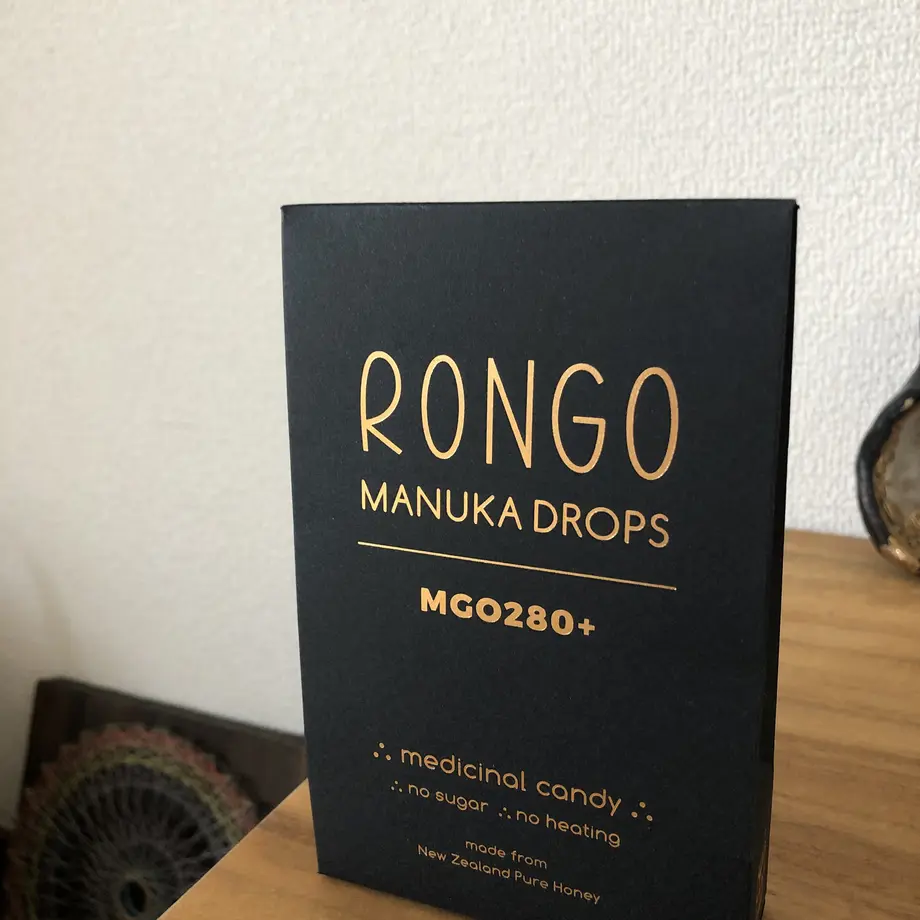 RONGO
MANUKA DROPS
MGO280+
∴ medicinal candy ∴
∴ no sugar ∴ no heating
made from
New Zealand Pure Honey